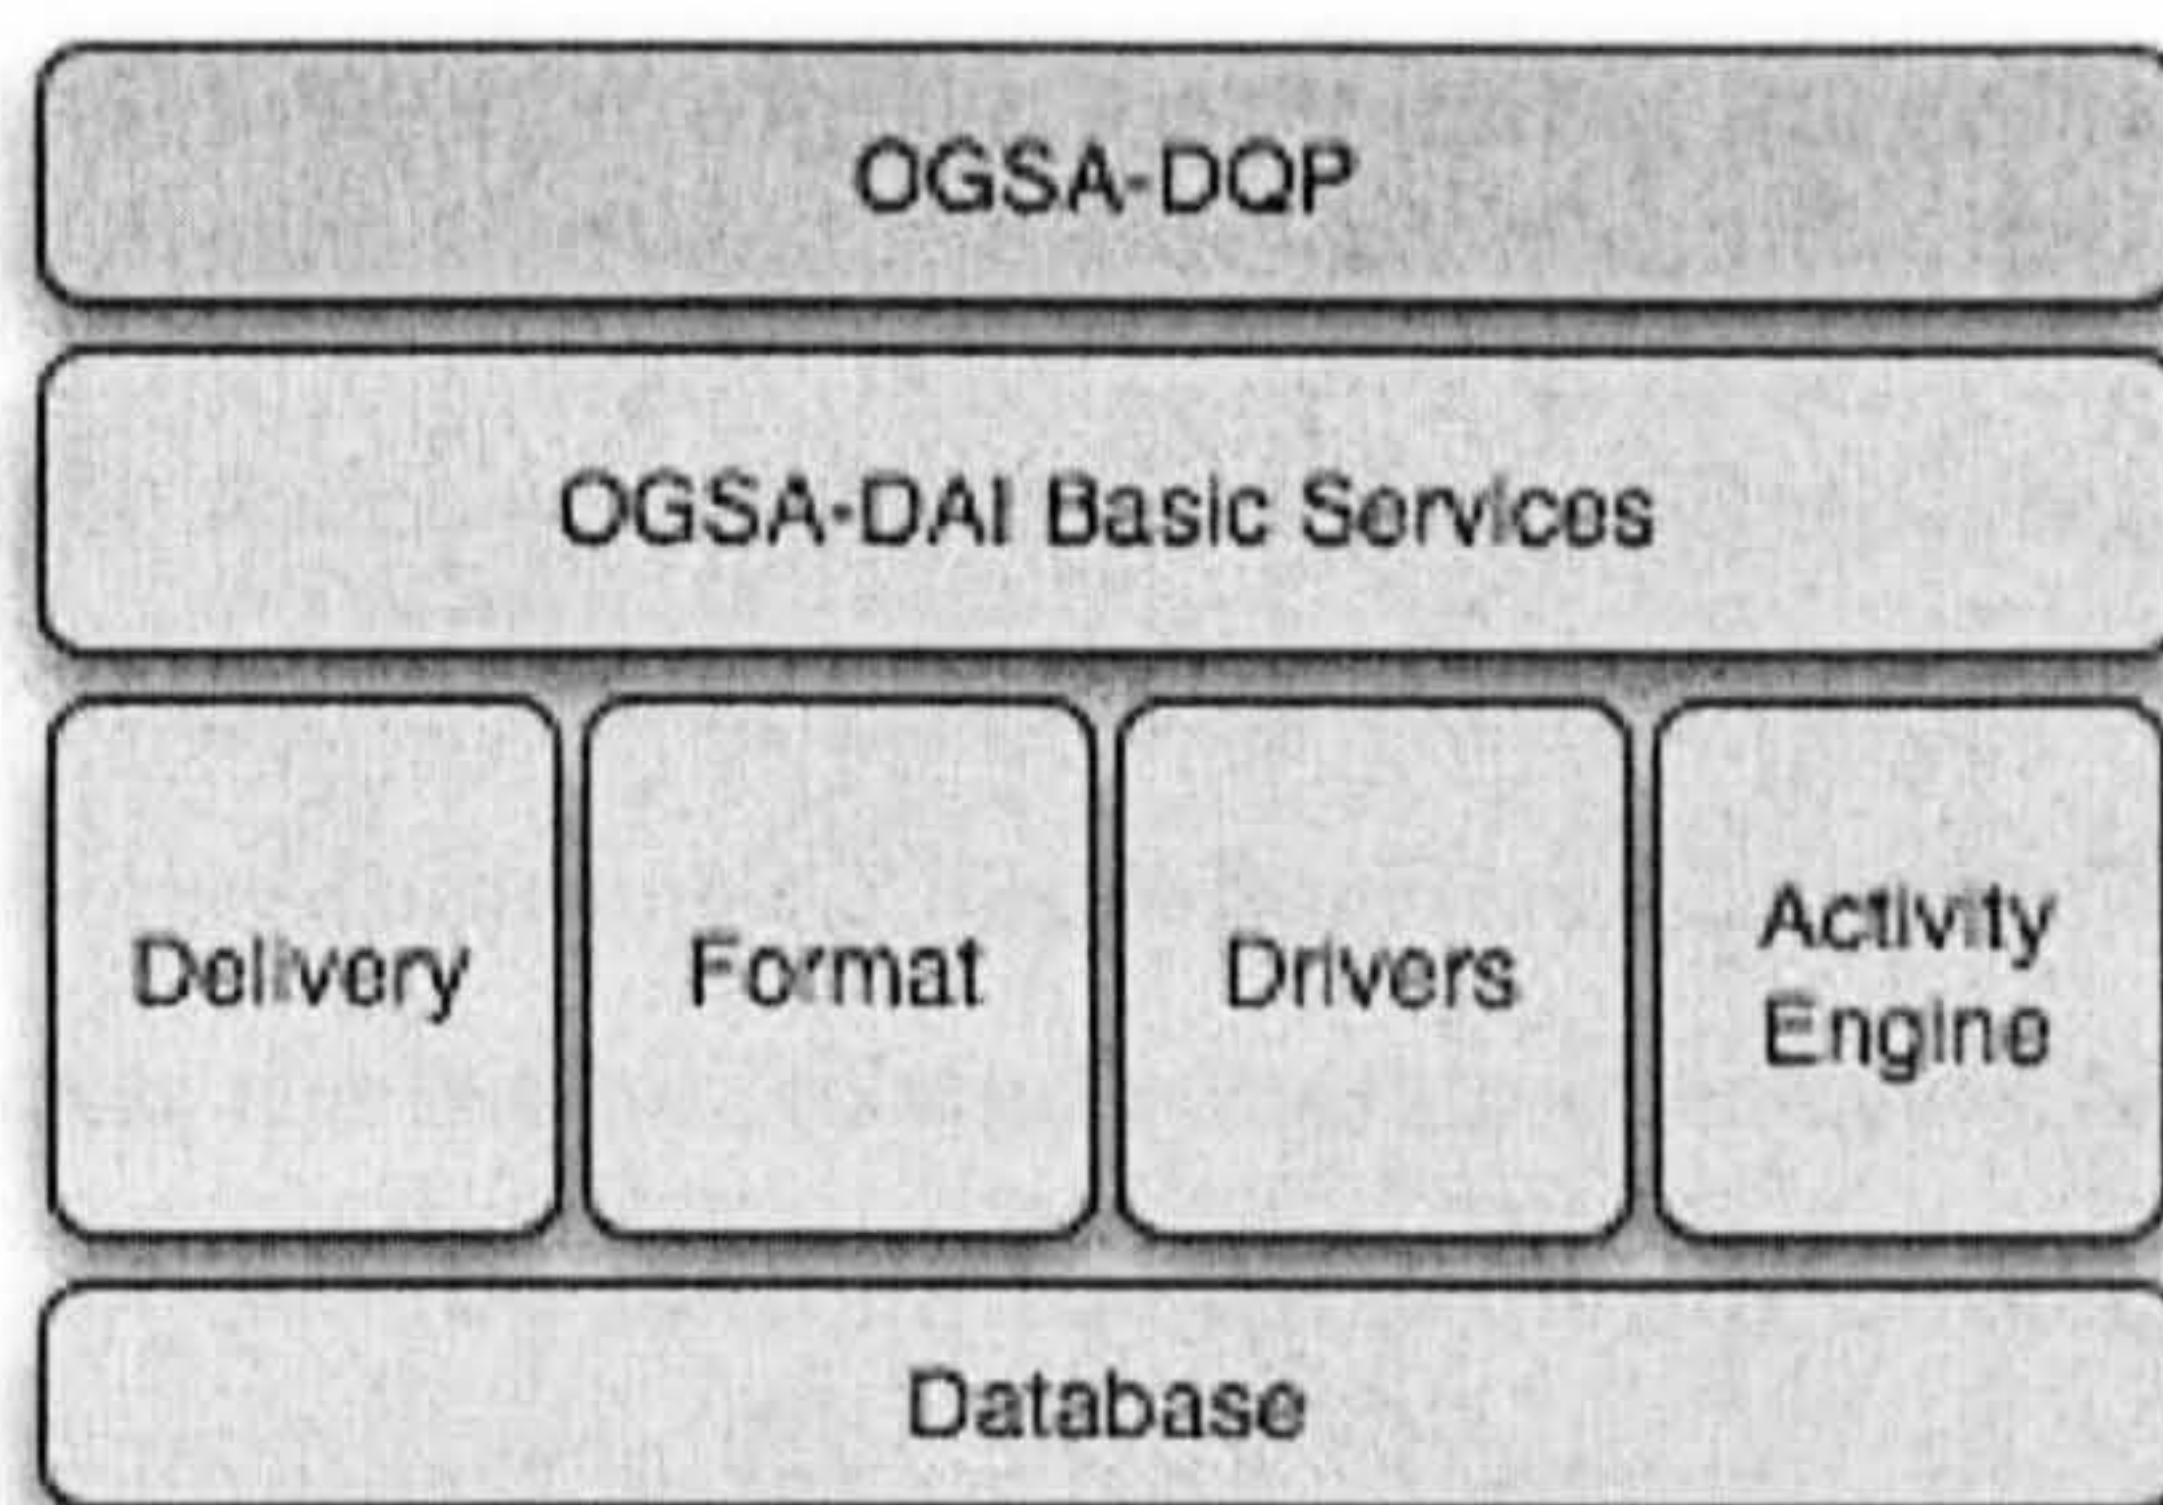 OGSA-DQP
OGSA-DAI Basic Services
Delivery
Format
Drivers
Activity
Engine
Database